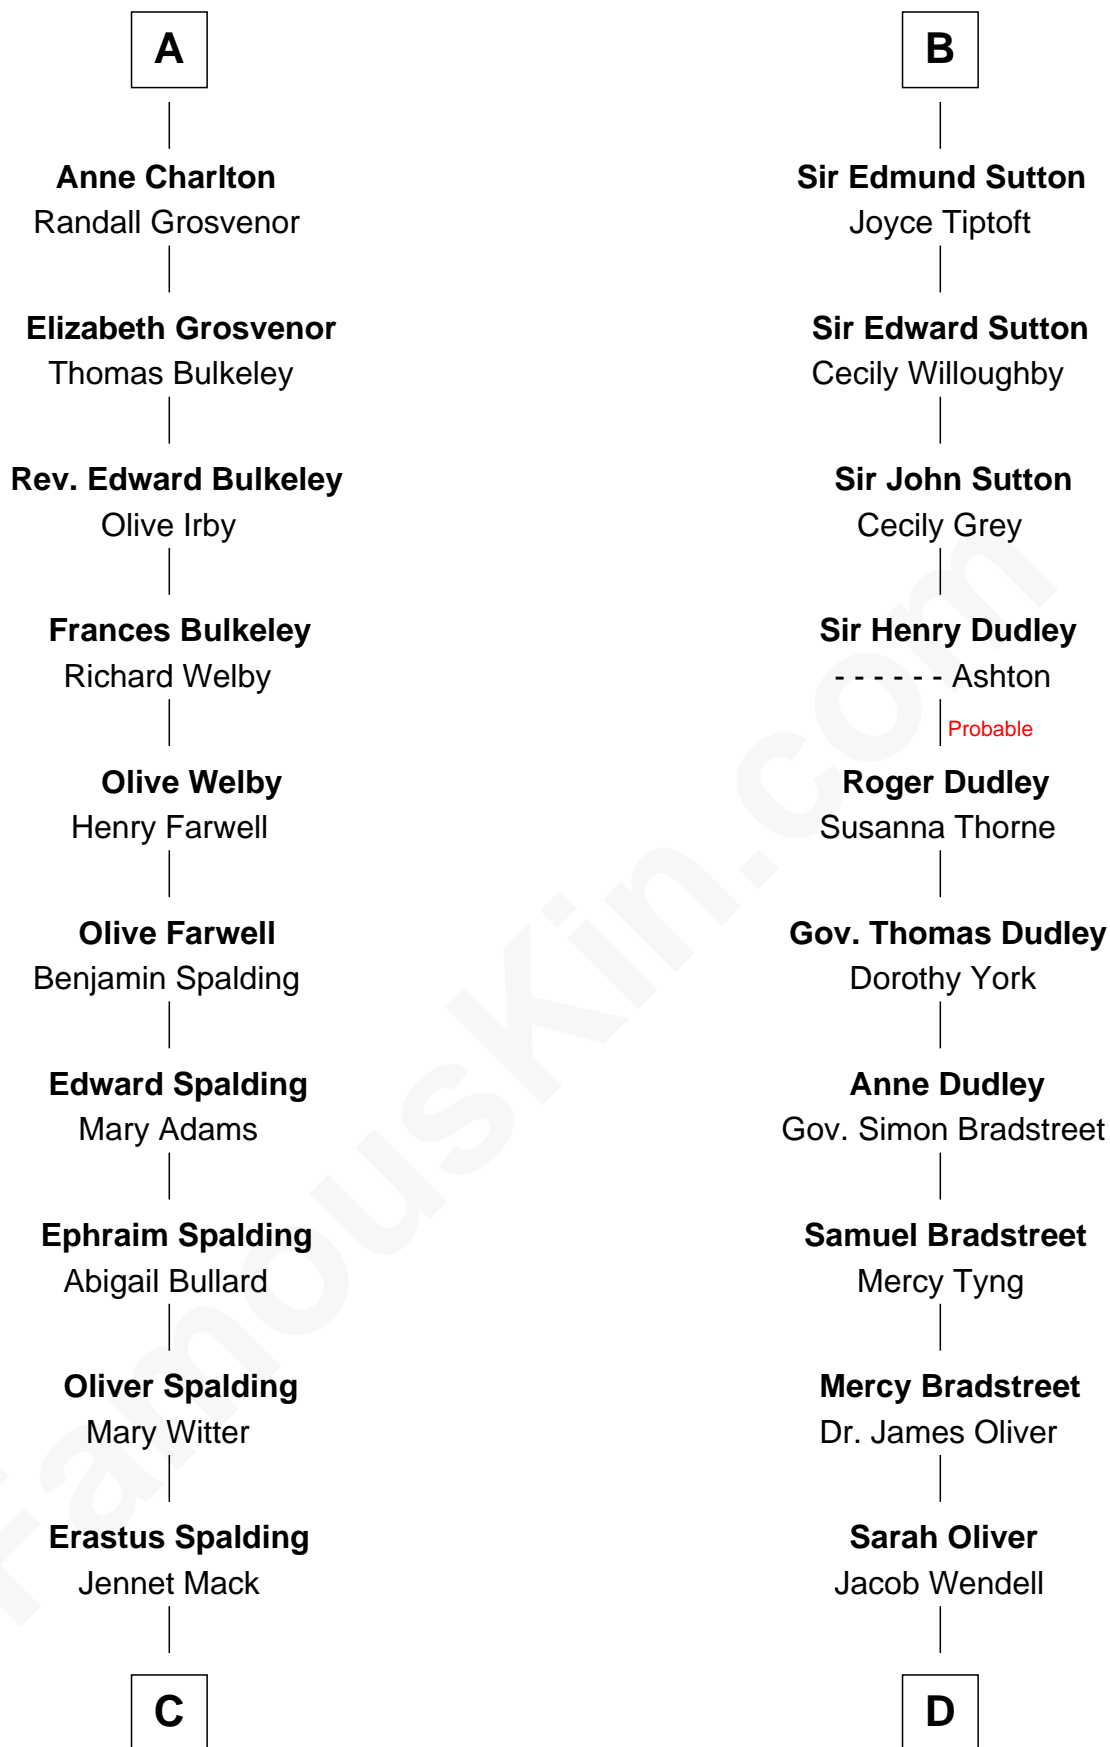 A
Anne Charlton
Randall Grosvenor
Elizabeth Grosvenor
Thomas Bulkeley
Rev. Edward Bulkeley
Olive Irby
Frances Bulkeley
Richard Welby
Olive Welby
Henry Farwell
Olive Farwell
Benjamin Spalding
Edward Spalding
Mary Adams
Ephraim Spalding
Abigail Bullard
Oliver Spalding
Mary Witter
Erastus Spalding
Jennet Mack
C
B
Sir Edmund Sutton
Joyce Tiptoft
Sir Edward Sutton
Cecily Willoughby
Sir John Sutton
Cecily Grey
Sir Henry Dudley
- - - - - - Ashton
Probable
Roger Dudley
Susanna Thorne
Gov. Thomas Dudley
Dorothy York
Anne Dudley
Gov. Simon Bradstreet
Samuel Bradstreet
Mercy Tyng
Mercy Bradstreet
Dr. James Oliver
Sarah Oliver
Jacob Wendell
D
FamousKin.com